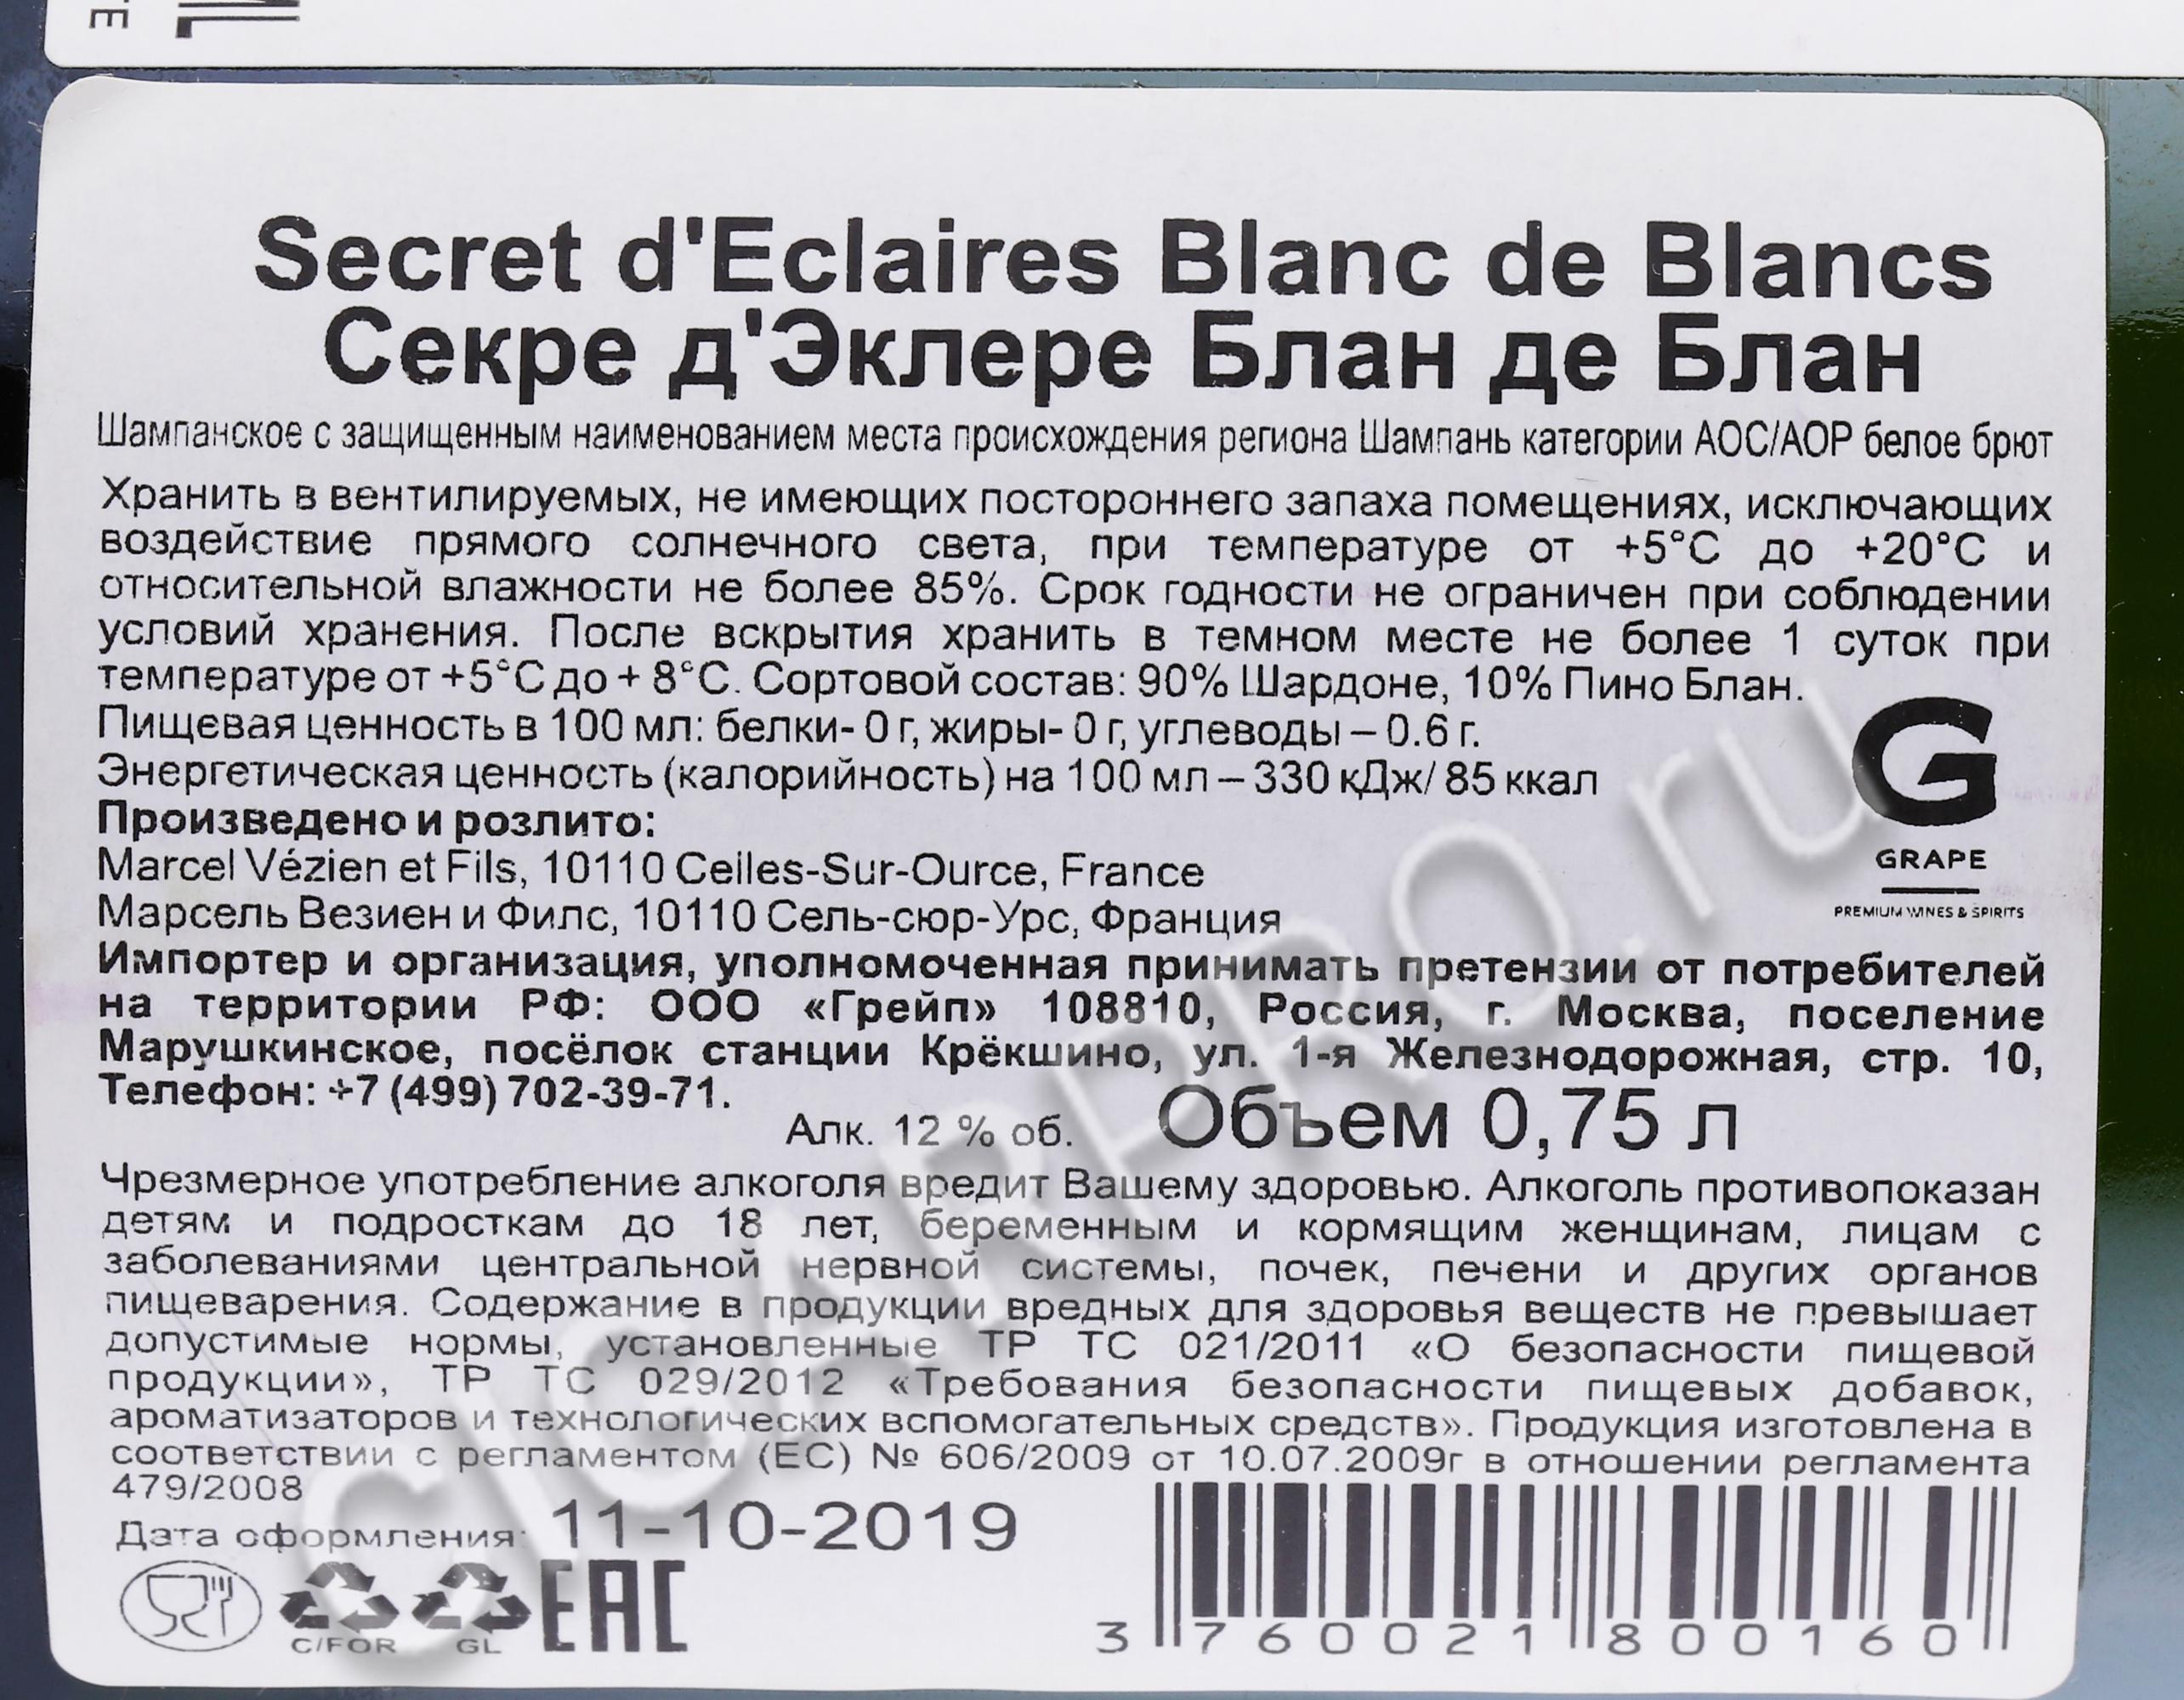 Secret d'Eclaires Blanc de Blancs
Секре д'Эклере Блан де Блан
Шампанское с защищенным наименованием места происхождения региона Шампань категории AOC/AOP белое брют
Хранить в вентилируемых, не имеющих постороннего запаха помещениях, исключающих
воздействие прямого солнечного света, при температуре от +5°C до +20°C и
относительной влажности не более 85%. Срок годности не ограничен при соблюдении
условий хранения. После вскрытия хранить в темном месте не более 1 суток при
температуре от +5°C до + 8°C. Сортовой состав: 90% Шардоне, 10% Пино Блан.
Пищевая ценность в 100 мл: белки- 0 г, жиры- 0 г, углеводы – 0.6 г.
Энергетическая ценность (калорийность) на 100 мл – 330 кДж/ 85 ккал
Произведено и розлито:
Marcel Vézien et Fils, 10110 Celles-Sur-Ource, France
Марсель Везиен и Филс, 10110 Сель-сюр-Урс, Франция
G
GRAPE
PREMIUM WINES & SPIRITS
Импортер и организация, уполномоченная принимать претензии от потребителей
на территории РФ: ООО «Грейп» 108810, Россия, г. Москва, поселение
Марушкинское, посёлок станции Крёкшино, ул. 1-я Железнодорожная, стр. 10,
Телефон: +7 (499) 702-39-71.
Алк. 12 % об. Объем 0,75 л
Чрезмерное употребление алкоголя вредит Вашему здоровью. Алкоголь противопоказан
детям и подросткам до 18 лет, беременным и кормящим женщинам, лицам с
заболеваниями центральной нервной системы, почек, печени и других органов
пищеварения. Содержание в продукции вредных для здоровья веществ не превышает
допустимые нормы, установленные ТР ТС 021/2011 «О безопасности пищевой
продукции», ТР ТС 029/2012 «Требования безопасности пищевых добавок,
ароматизаторов и технологических вспомогательных средств». Продукция изготовлена в
соответствии с регламентом (ЕС) № 606/2009 от 10.07.2009г в отношении регламента
479/2008
Дата оформления: 11-10-2019
C/FOR GL EAC
3 760021 800160
CIGARPRO.ru